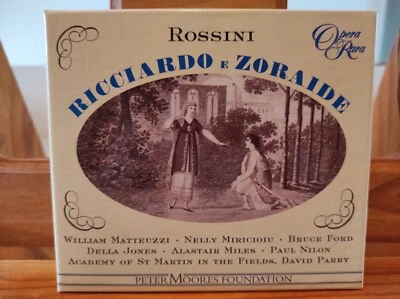 ROSSINI
Opera
Rara
RICCIARDO E ZORAIDE
WILLIAM MATTEUZZI · NELLY MIRICIOIU · BRUCE FORD
DELLA JONES · ALASTAIR MILES · PAUL NILON
ACADEMY OF ST MARTIN IN THE FIELDS, DAVID PARRY
PETER MOORES FOUNDATION